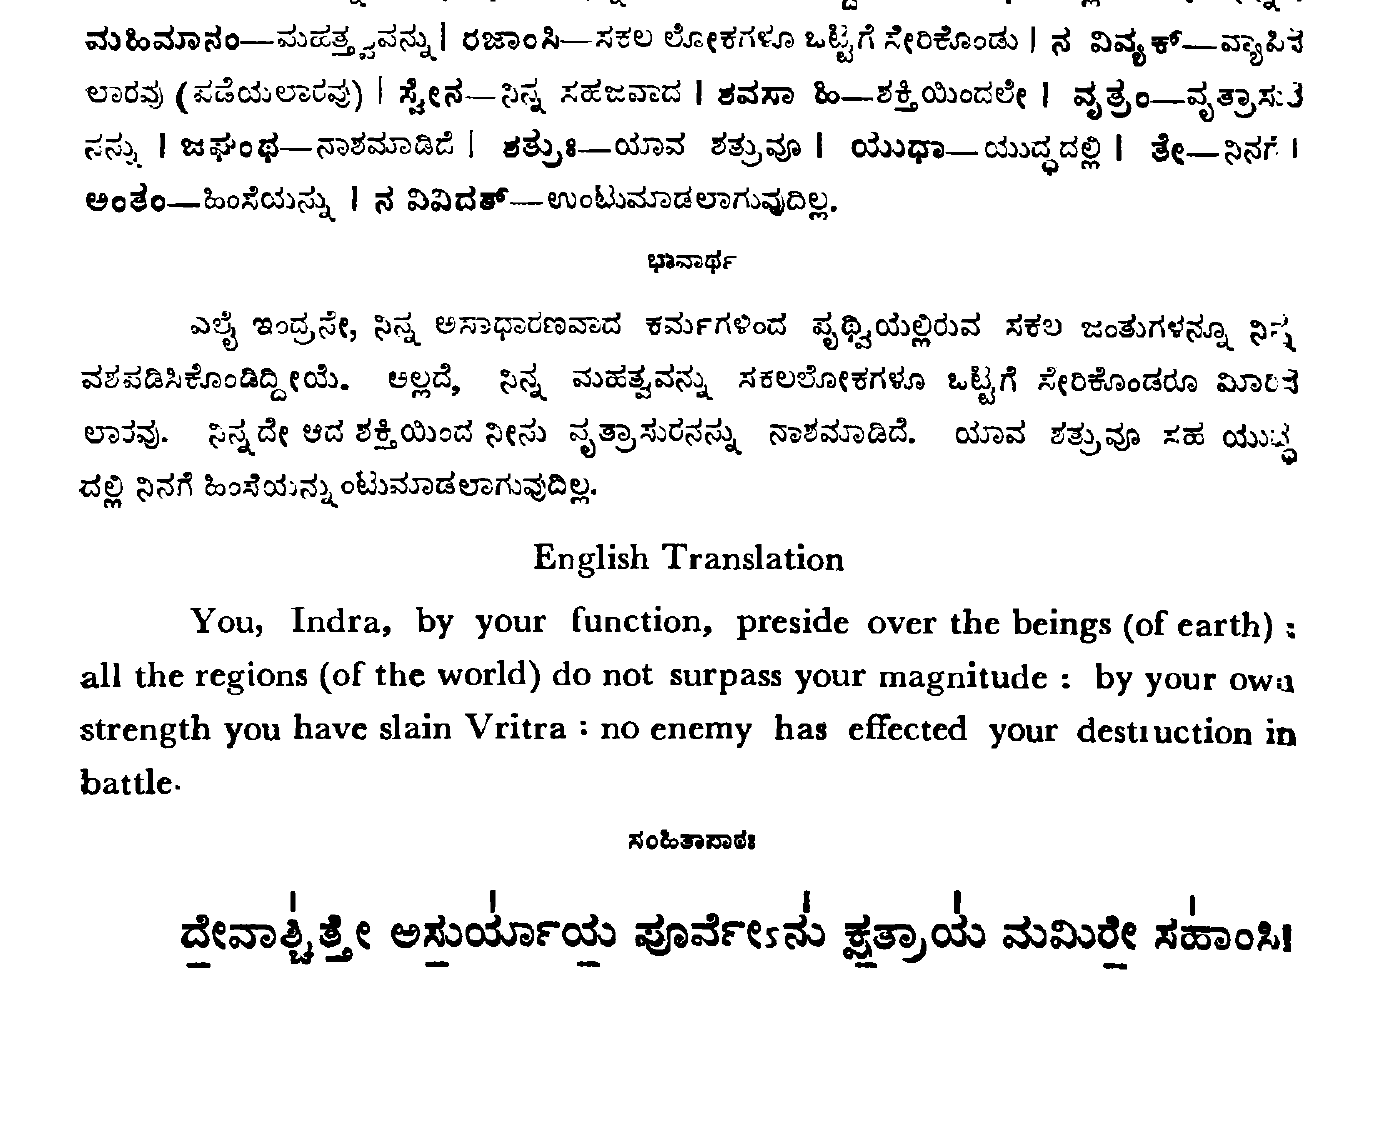 ಮಹಿಮಾನಂ—ಮಹತ್ತ್ವವನ್ನು | ರಜಾಂಸಿ—ಸಕಲ ಲೋಕಗಳೂ ಒಟ್ಟಿಗೆ ಸೇರಿಕೊಂಡು | ನ ವಿವ್ಯಕ್—ವ್ಯಾಪಿಸ
ಲಾರವು (ಪಡೆಯಲಾರವು) | ಸ್ವೇನ—ನಿನ್ನ ಸಹಜವಾದ | ಶವಸಾ ಹಿ—ಶಕ್ತಿಯಿಂದಲೇ | ವೃತ್ರಂ—ವೃತ್ರಾಸುರ
ನನ್ನು | ಜಘಂಥ—ನಾಶಮಾಡಿದೆ | ಶತ್ರುಃ—ಯಾವ ಶತ್ರುವೂ | ಯುಧಾ—ಯುದ್ಧದಲ್ಲಿ | ತೇ—ನಿನಗೆ |
ಅಂತಂ—ಹಿಂಸೆಯನ್ನು | ನ ವಿವಿದತ್—ಉಂಟುಮಾಡಲಾಗುವುದಿಲ್ಲ.
ಭಾವಾರ್ಥ
ಎಲೈ ಇಂದ್ರನೇ, ನಿನ್ನ ಅಸಾಧಾರಣವಾದ ಕರ್ಮಗಳಿಂದ ಪೃಥ್ವಿಯಲ್ಲಿರುವ ಸಕಲ ಜಂತುಗಳನ್ನೂ ನಿನ್ನ
ವಶಪಡಿಸಿಕೊಂಡಿದ್ದೀಯೆ. ಅಲ್ಲದೆ, ನಿನ್ನ ಮಹತ್ವವನ್ನು ಸಕಲಲೋಕಗಳೂ ಒಟ್ಟಿಗೆ ಸೇರಿಕೊಂಡರೂ ಮೀರಿಸ
ಲಾರವು. ನಿನ್ನದೇ ಆದ ಶಕ್ತಿಯಿಂದ ನೀನು ವೃತ್ರಾಸುರನನ್ನು ನಾಶಮಾಡಿದೆ. ಯಾವ ಶತ್ರುವೂ ಸಹ ಯುದ್ಧ
ದಲ್ಲಿ ನಿನಗೆ ಹಿಂಸೆಯನ್ನುಂಟುಮಾಡಲಾಗುವುದಿಲ್ಲ.
English Translation
You, Indra, by your function, preside over the beings (of earth) :
all the regions (of the world) do not surpass your magnitude : by your own
strength you have slain Vritra : no enemy has effected your destruction in
battle.
ಸಂಹಿತಾಪಾಠಃ
ದೇ॒ವಾಶ್ಚಿ॑ತ್ತೇ॒ ಅಸು॒ರ್ಯಾ॑ಯ॒ ಪೂರ್ವೇಽನು॑ ಕ್ಷ॒ತ್ರಾಯ॑ ಮಮಿರೇ॒ ಸಹಾಂ॑ಸಿ।